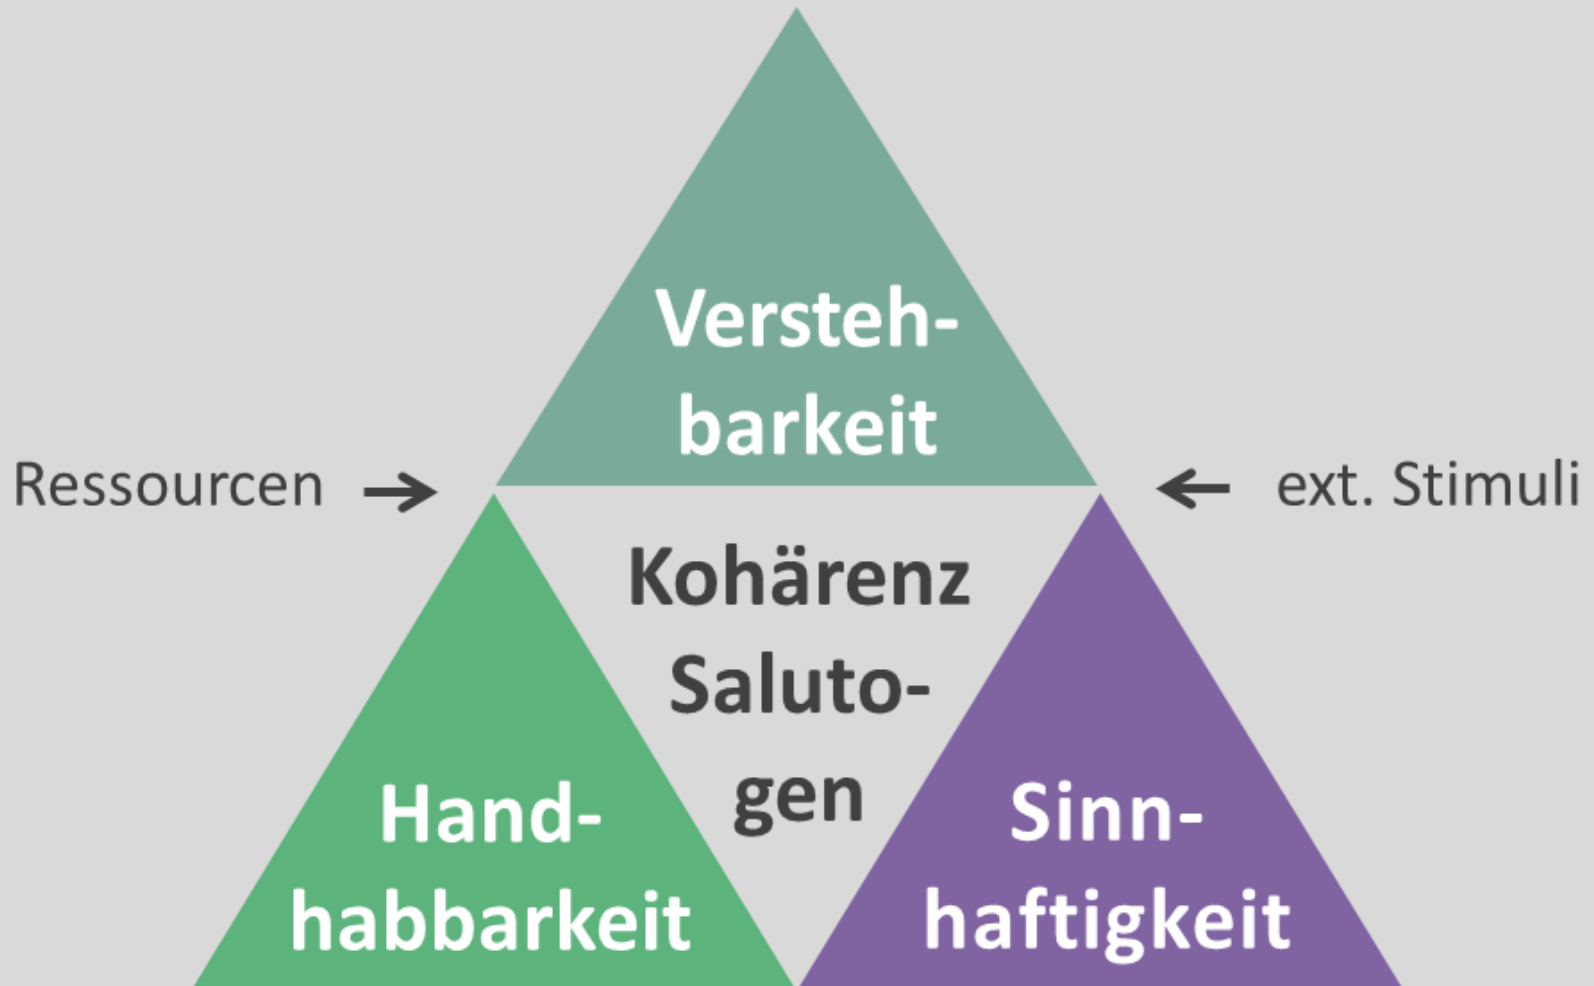 Versteh-
barkeit
Ressourcen → ← ext. Stimuli
Kohärenz
Saluto-
gen
Hand-
habbarkeit
Sinn-
haftigkeit